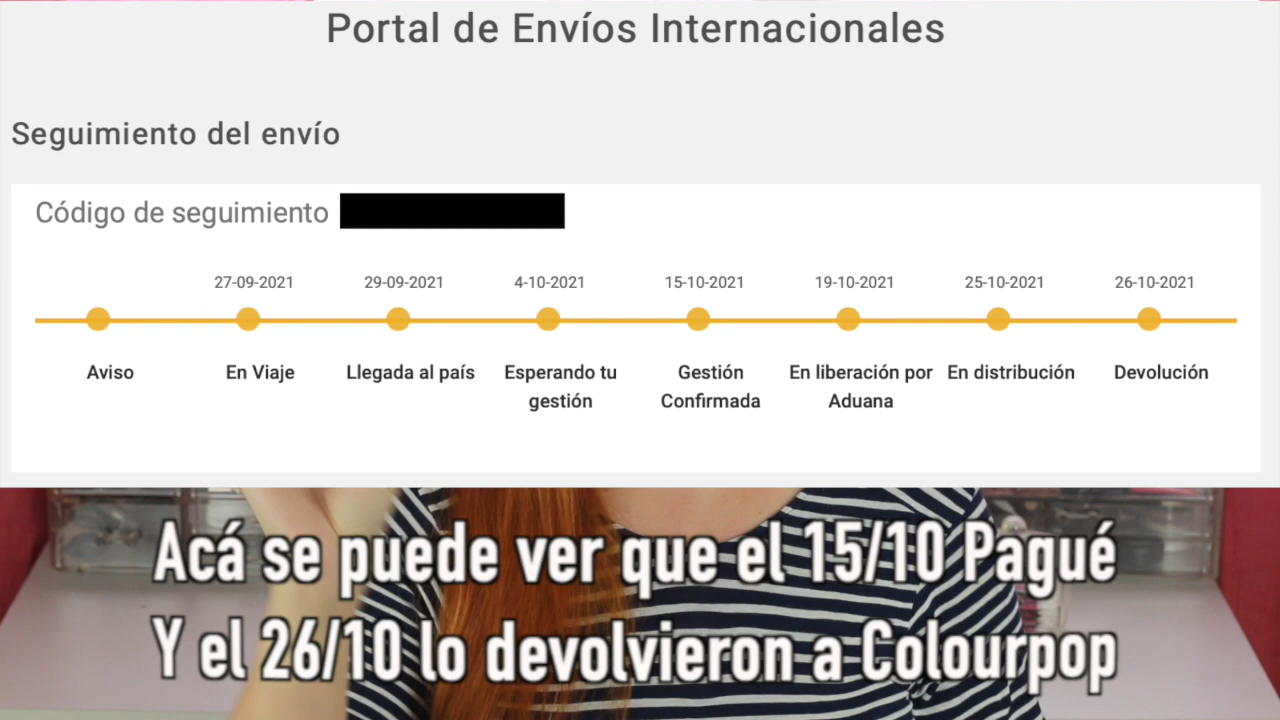 Portal de Envíos Internacionales
Seguimiento del envío
Código de seguimiento
27-09-2021 29-09-2021 4-10-2021 15-10-2021 19-10-2021 25-10-2021 26-10-2021
Aviso En Viaje Llegada al país Esperando tu Gestión En liberación por En distribución Devolución
gestión Confirmada Aduana
Acá se puede ver que el 15/10 Pagué
Y el 26/10 lo devolvieron a Colourpop